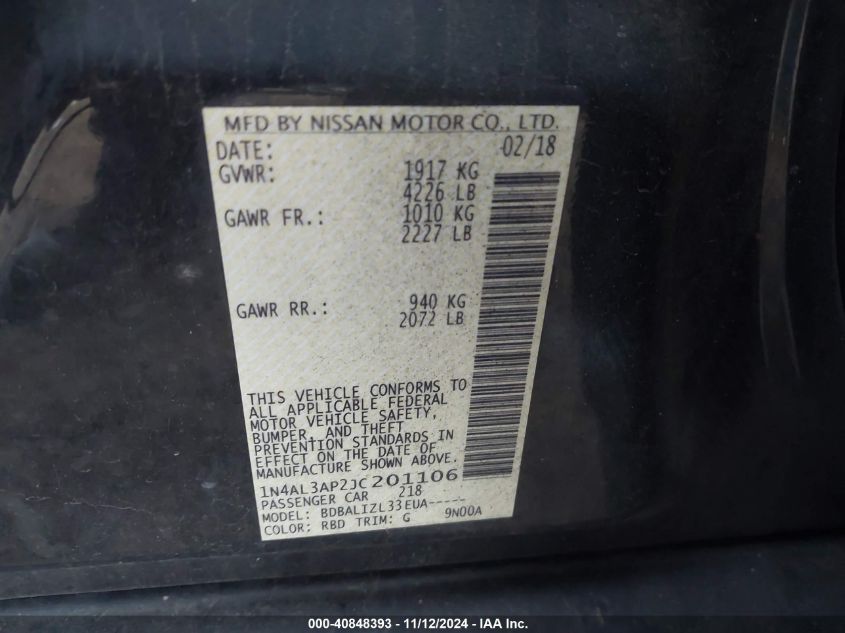 MFD BY NISSAN MOTOR CO., LTD.
DATE: 02/18
GVWR: 1917 KG
4226 LB
GAWR FR.: 1010 KG
2227 LB
GAWR RR.: 940 KG
2072 LB
THIS VEHICLE CONFORMS TO
ALL APPLICABLE FEDERAL
MOTOR VEHICLE SAFETY,
BUMPER, AND THEFT
PREVENTION STANDARDS IN
EFFECT ON THE DATE OF
MANUFACTURE SHOWN ABOVE.
1N4AL3AP2JC201106
PASSENGER CAR 218
MODEL: BDBALIZL33EUA-----
COLOR: RBD TRIM: G 9N00A
000-40848393 - 11/12/2024 - IAA Inc.